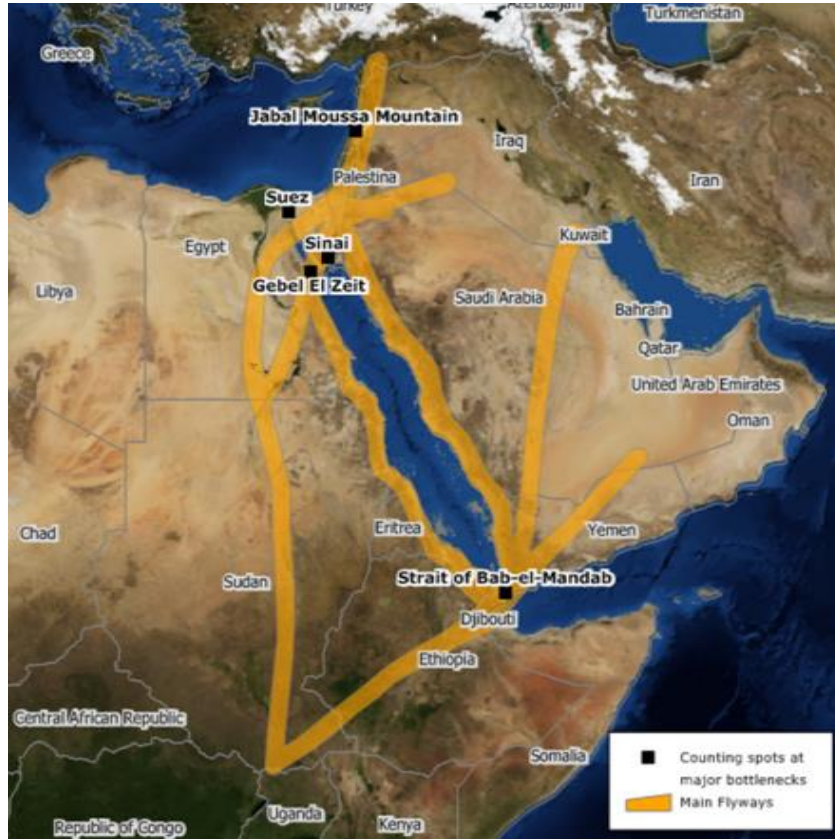 Turkey
Azerbaijan
Turkmenistan
Greece
Jabal Moussa Mountain
Iraq
Iran
Palestina
Suez
Egypt
Sinai
Kuwait
Gebel El Zeit
Libya
Saudi Arabia
Bahrain
Qatar
United Arab Emirates
Oman
Eritrea
Yemen
Chad
Sudan
Strait of Bab-el-Mandab
Djibouti
Ethiopia
Central African Republic
Somalia
Counting spots at
major bottlenecks
Main Flyways
Uganda
Republic of Congo
Kenya